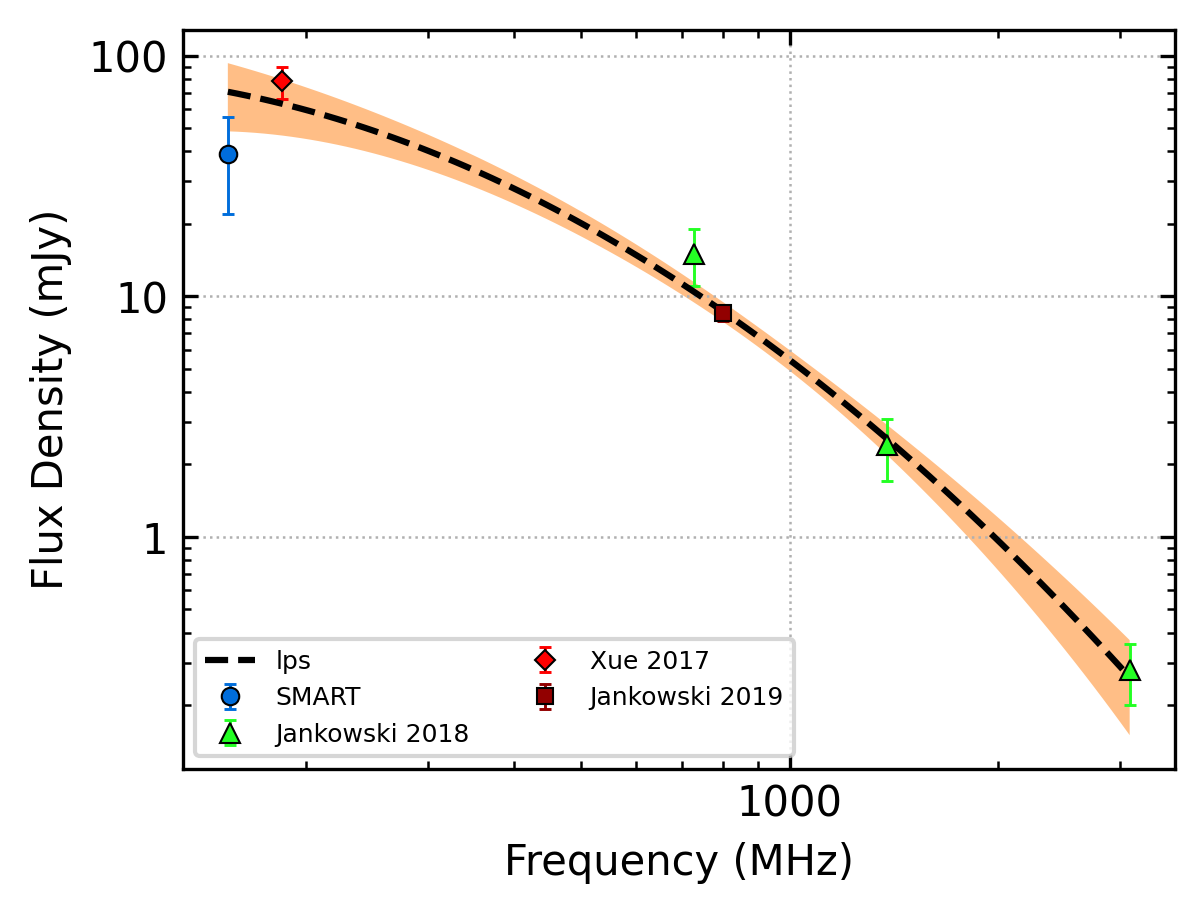 100
10
1
Flux Density (mJy)
lps
SMART
Jankowski 2018
Xue 2017
Jankowski 2019
1000
Frequency (MHz)